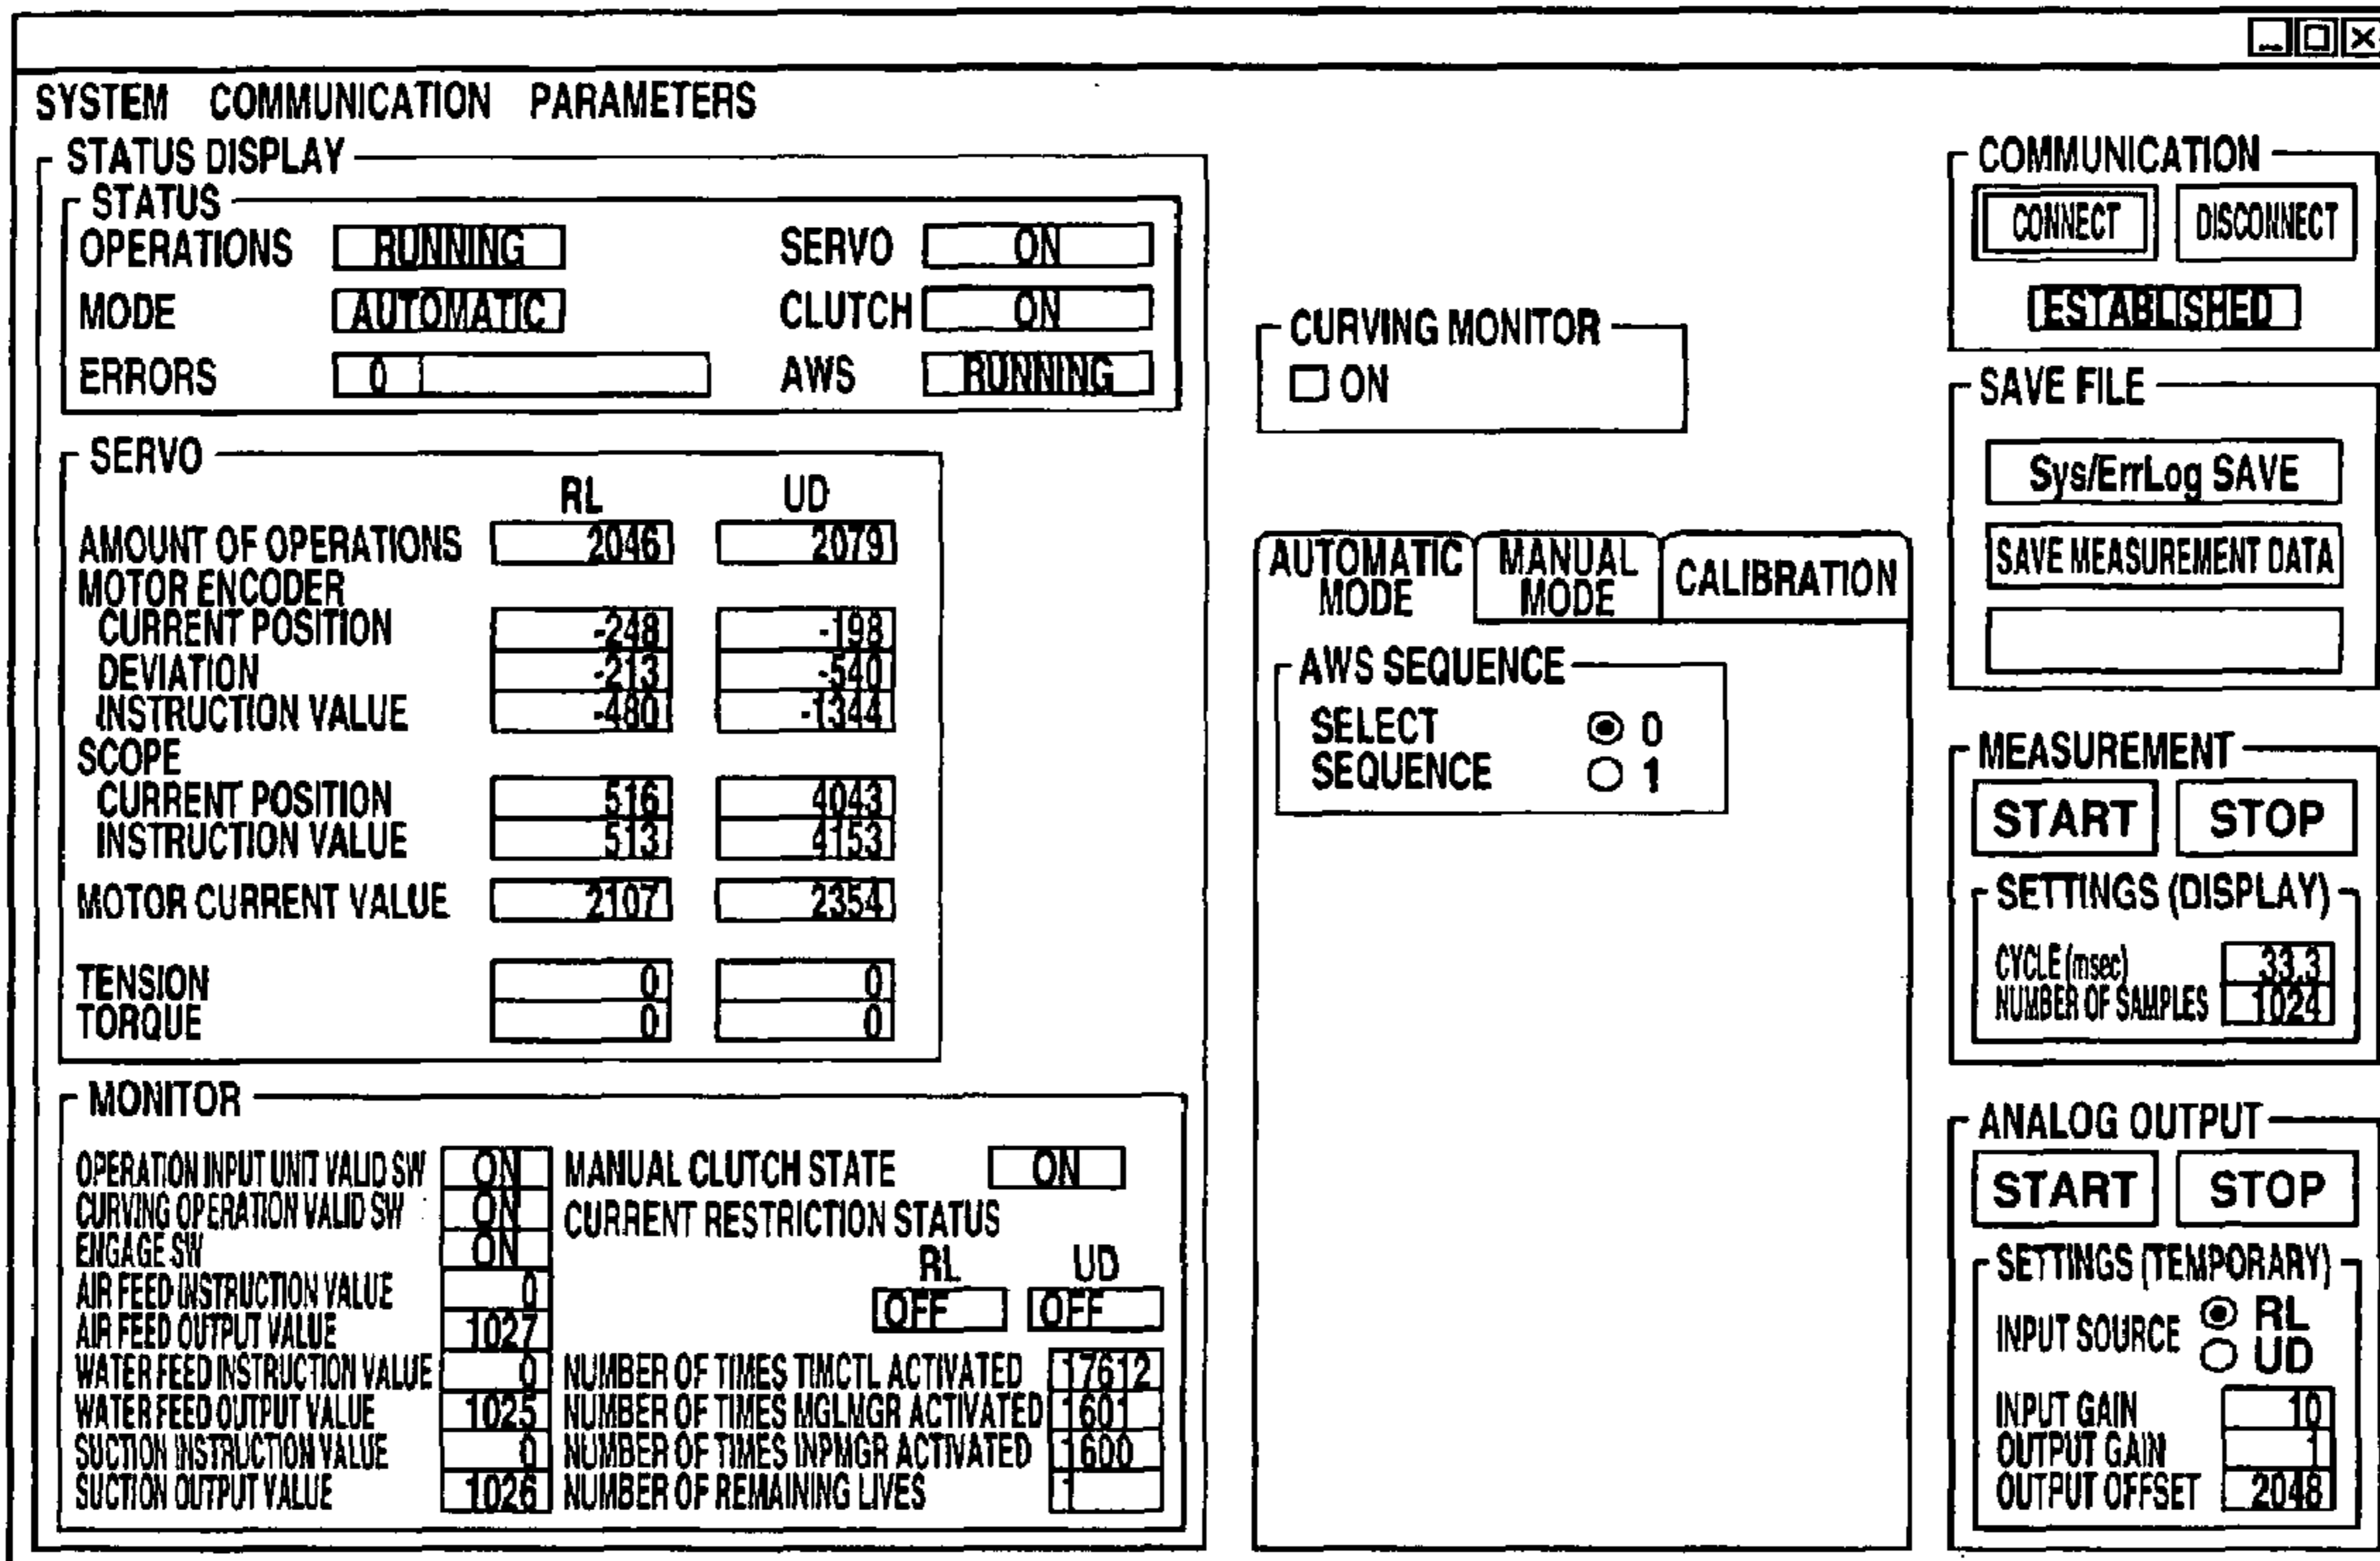 SYSTEM COMMUNICATION PARAMETERS
STATUS DISPLAY
STATUS
OPERATIONS RUNNING SERVO ON
MODE AUTOMATIC CLUTCH ON
ERRORS 0 AWS RUNNING
SERVO
RL UD
AMOUNT OF OPERATIONS 2046 2079
MOTOR ENCODER
CURRENT POSITION -248 -198
DEVIATION -213 -540
INSTRUCTION VALUE -480 -1344
SCOPE
CURRENT POSITION 516 4043
INSTRUCTION VALUE 513 4153
MOTOR CURRENT VALUE 2107 2354
TENSION 0 0
TORQUE 0 0
MONITOR
OPERATION INPUT UNIT VALID SW ON
CURVING OPERATION VALID SW ON
ENGAGE SW ON
AIR FEED INSTRUCTION VALUE 0
AIR FEED OUTPUT VALUE 1027
WATER FEED INSTRUCTION VALUE 0
WATER FEED OUTPUT VALUE 1025
SUCTION INSTRUCTION VALUE 0
SUCTION OUTPUT VALUE 1026
MANUAL CLUTCH STATE ON
CURRENT RESTRICTION STATUS
RL UD
OFF OFF
NUMBER OF TIMES TIMCTL ACTIVATED 17612
NUMBER OF TIMES MGLMGR ACTIVATED 1601
NUMBER OF TIMES INPMGR ACTIVATED 1600
NUMBER OF REMAINING LIVES 1
CURVING MONITOR
ON
AUTOMATIC MODE
MANUAL MODE
CALIBRATION
AWS SEQUENCE
SELECT SEQUENCE
0
1
COMMUNICATION
CONNECT DISCONNECT
ESTABLISHED
SAVE FILE
Sys/ErrLog SAVE
SAVE MEASUREMENT DATA
MEASUREMENT
START STOP
SETTINGS (DISPLAY)
CYCLE (msec) 33.3
NUMBER OF SAMPLES 1024
ANALOG OUTPUT
START STOP
SETTINGS (TEMPORARY)
INPUT SOURCE
RL
UD
INPUT GAIN 10
OUTPUT GAIN 1
OUTPUT OFFSET 2048